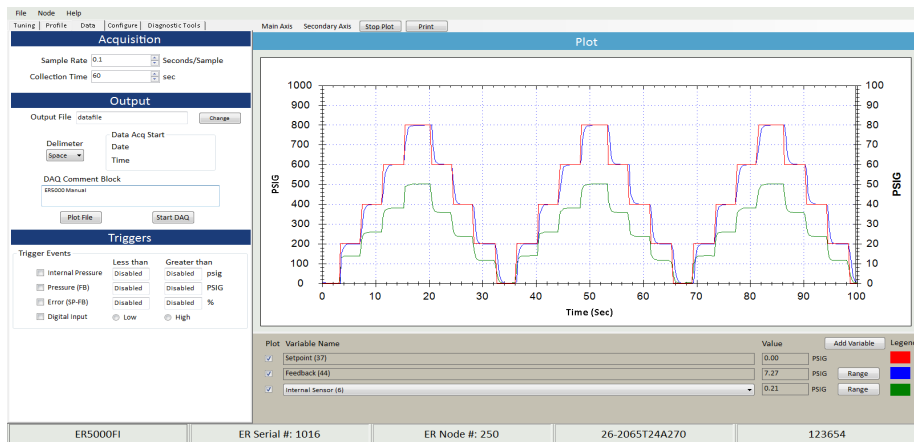 File Node Help
Tuning Profile Data Configure Diagnostic Tools
Main Axis Secondary Axis Stop Plot Print
Acquisition
Sample Rate 0.1 Seconds/Sample
Collection Time 60 sec
Output
Output File datafile Change
Delimeter
Space
Data Acq Start
Date
Time
DAQ Comment Block
ER5000 Manual
Plot File Start DAQ
Triggers
Trigger Events
Less than Greater than
Internal Pressure Disabled Disabled psig
Pressure (FB) Disabled Disabled PSIG
Error (SP-FB) Disabled Disabled %
Digital Input Low High
Plot
PSIG
1000
900
800
700
600
500
400
300
200
100
0
0 10 20 30 40 50 60 70 80 90 100
Time (Sec)
100
90
80
70
60
50
40
30
20
10
0
PSIG
Plot Variable Name Value Add Variable Legend
Setpoint (37) 0.00 PSIG
Feedback (44) 7.27 PSIG Range
Internal Sensor (6) 0.21 PSIG Range
ER5000FI ER Serial #: 1016 ER Node #: 250 26-2065T24A270 123654